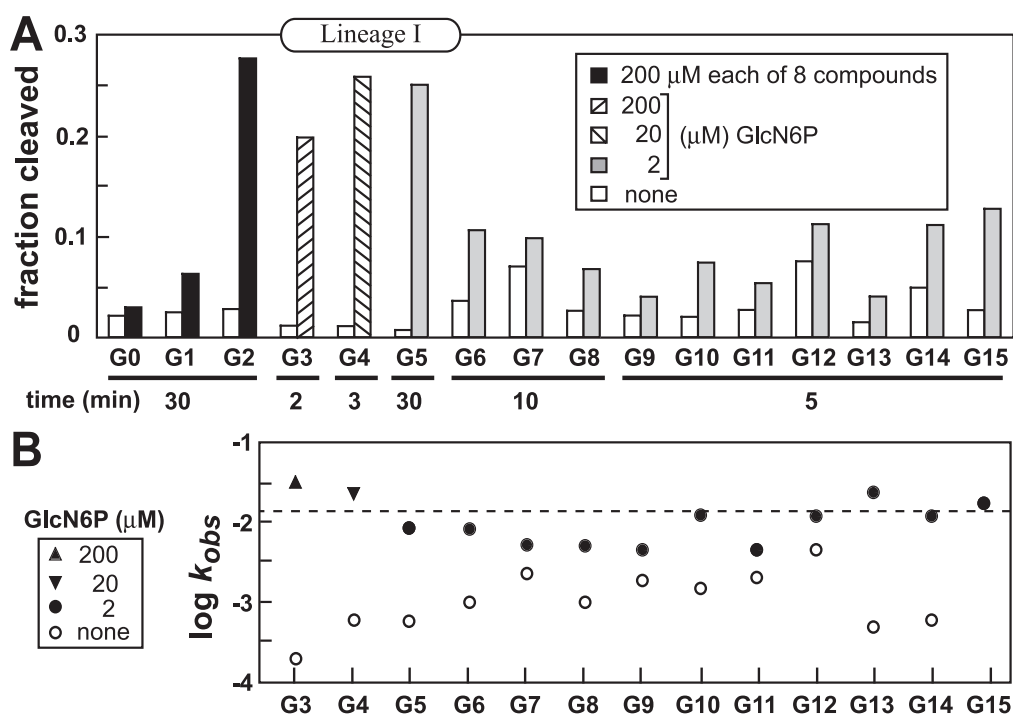 A
Lineage I
fraction cleaved
0.3
0.2
0.1
0
200 μM each of 8 compounds
200
20 (μM) GlcN6P
2
none
G0 G1 G2 G3 G4 G5 G6 G7 G8 G9 G10 G11 G12 G13 G14 G15
time (min) 30 2 3 30 10 5
B
GlcN6P (μM)
200
20
2
none
log kobs
-1
-2
-3
-4
G3 G4 G5 G6 G7 G8 G9 G10 G11 G12 G13 G14 G15